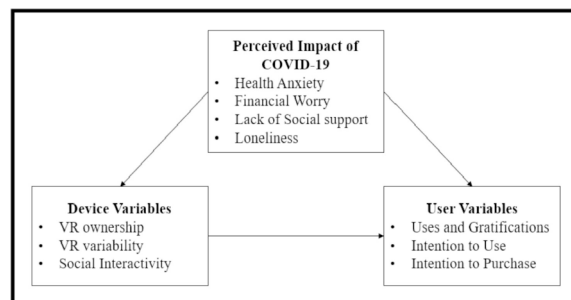 Perceived Impact of
COVID-19
• Health Anxiety
• Financial Worry
• Lack of Social support
• Loneliness
Device Variables
• VR ownership
• VR variability
• Social Interactivity
User Variables
• Uses and Gratifications
• Intention to Use
• Intention to Purchase